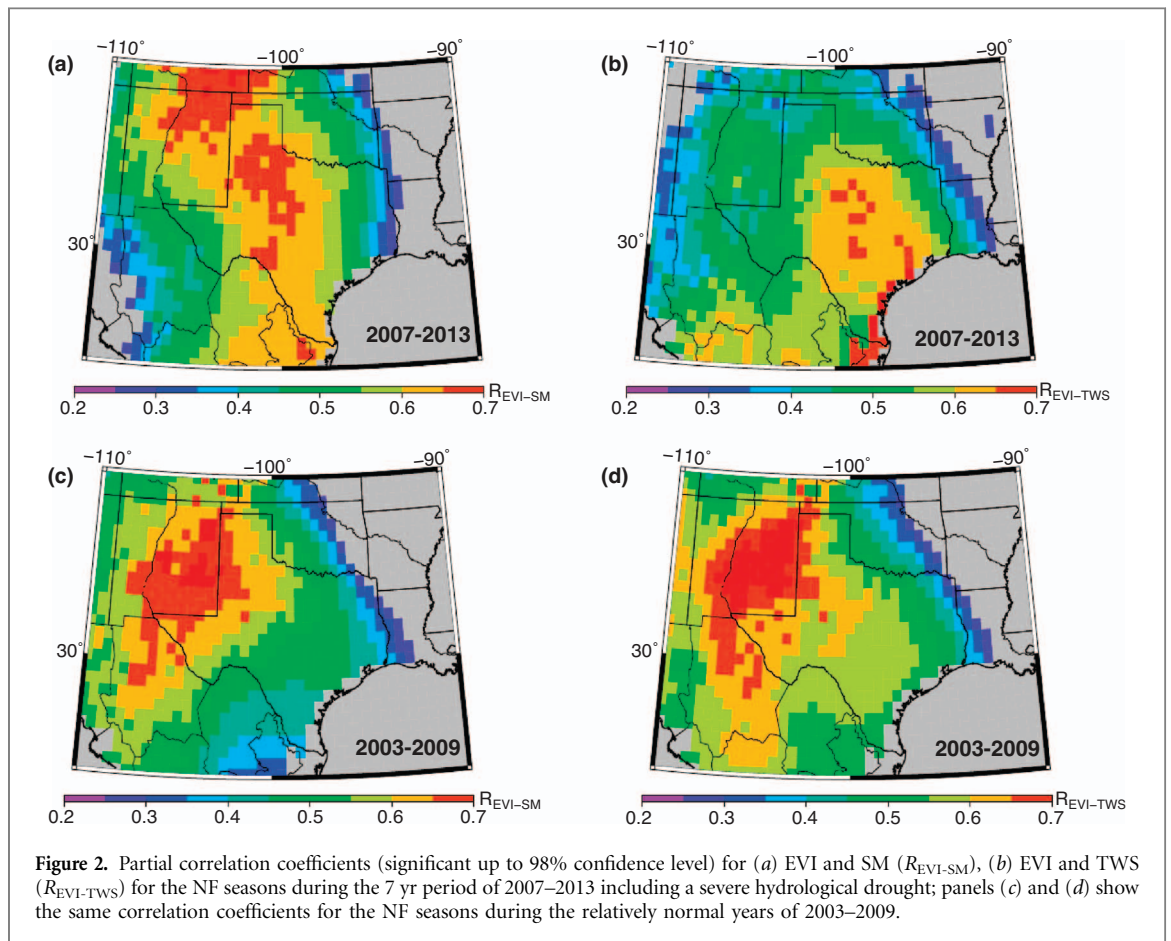 −110° −100° −90°
(a) (b)
30°
2007-2013
0.2 0.3 0.4 0.5 0.6 0.7 R_EVI−SM
−110° −100° −90°
30°
2007-2013
0.2 0.3 0.4 0.5 0.6 0.7 R_EVI−TWS
−110° −100° −90°
(c) (d)
30°
2003-2009
0.2 0.3 0.4 0.5 0.6 0.7 R_EVI−SM
−110° −100° −90°
30°
2003-2009
0.2 0.3 0.4 0.5 0.6 0.7 R_EVI−TWS
Figure 2. Partial correlation coefficients (significant up to 98% confidence level) for (a) EVI and SM (R_EVI-SM), (b) EVI and TWS
(R_EVI-TWS) for the NF seasons during the 7 yr period of 2007–2013 including a severe hydrological drought; panels (c) and (d) show
the same correlation coefficients for the NF seasons during the relatively normal years of 2003–2009.